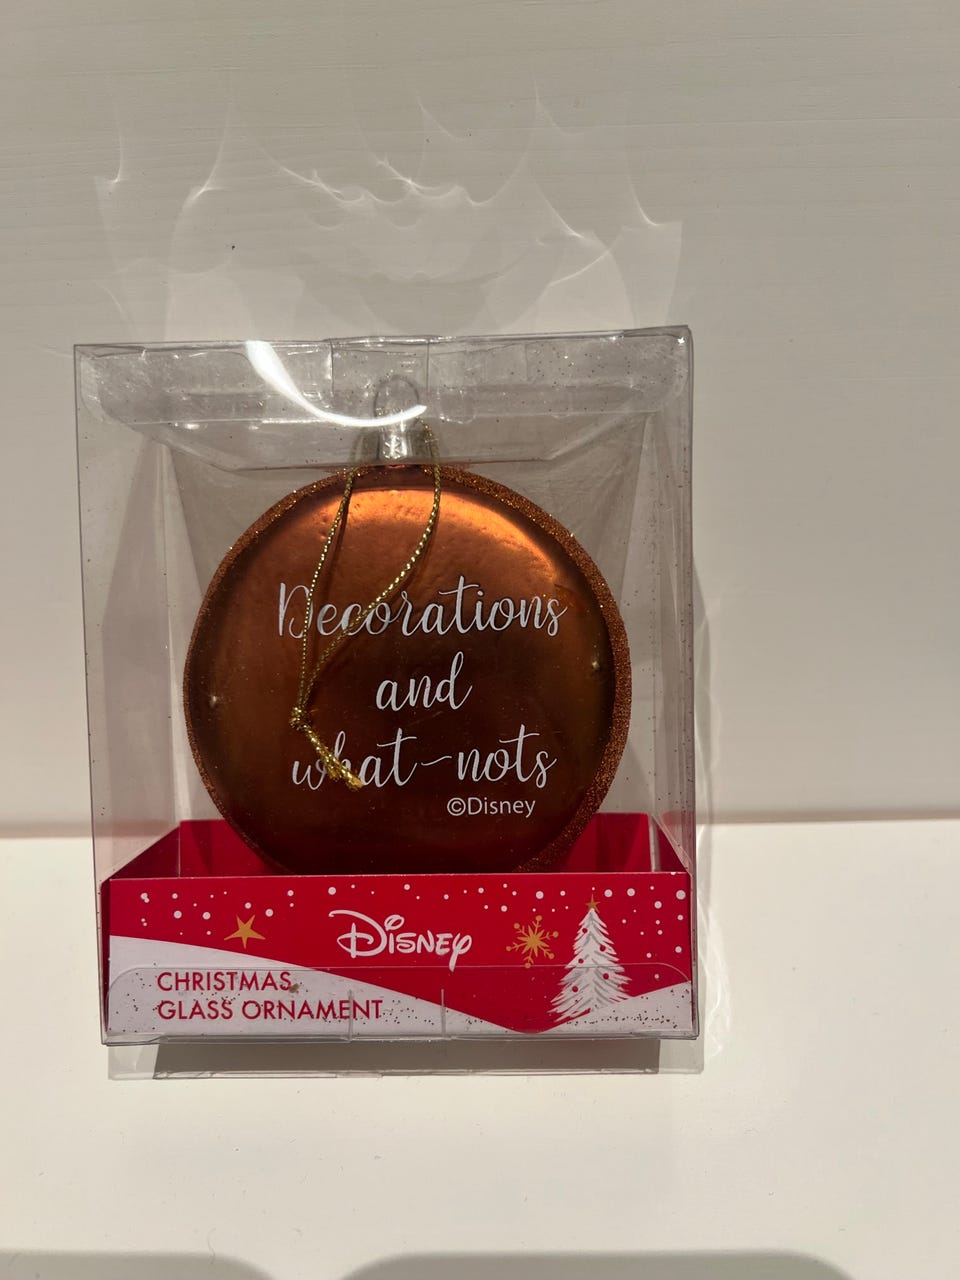 Decorations
and
what-nots
©Disney
Disney
CHRISTMAS
GLASS ORNAMENT